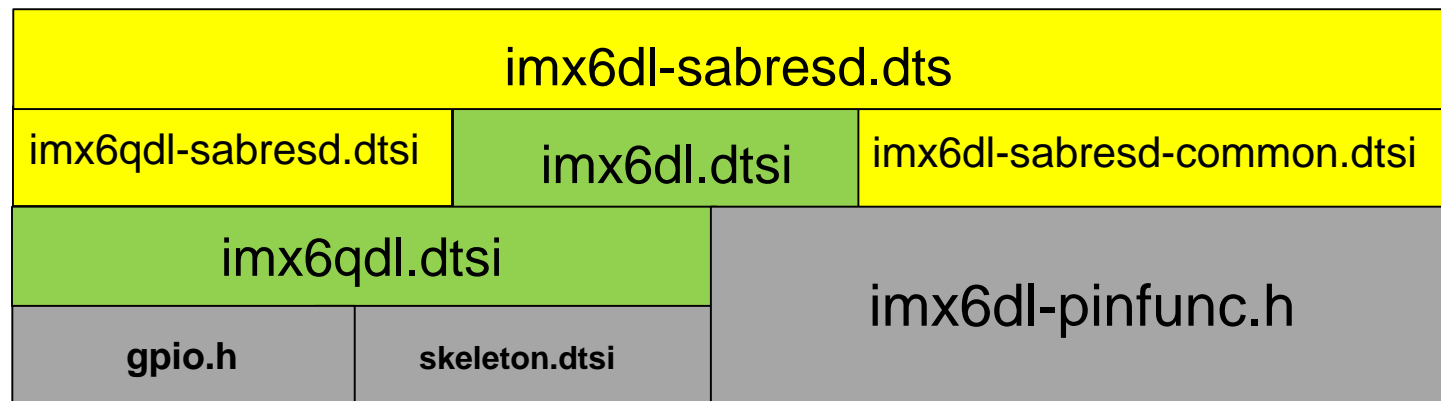 imx6dl-sabresd.dts
imx6qdl-sabresd.dtsi
imx6dl.dtsi
imx6dl-sabresd-common.dtsi
imx6qdl.dtsi
imx6dl-pinfunc.h
gpio.h
skeleton.dtsi